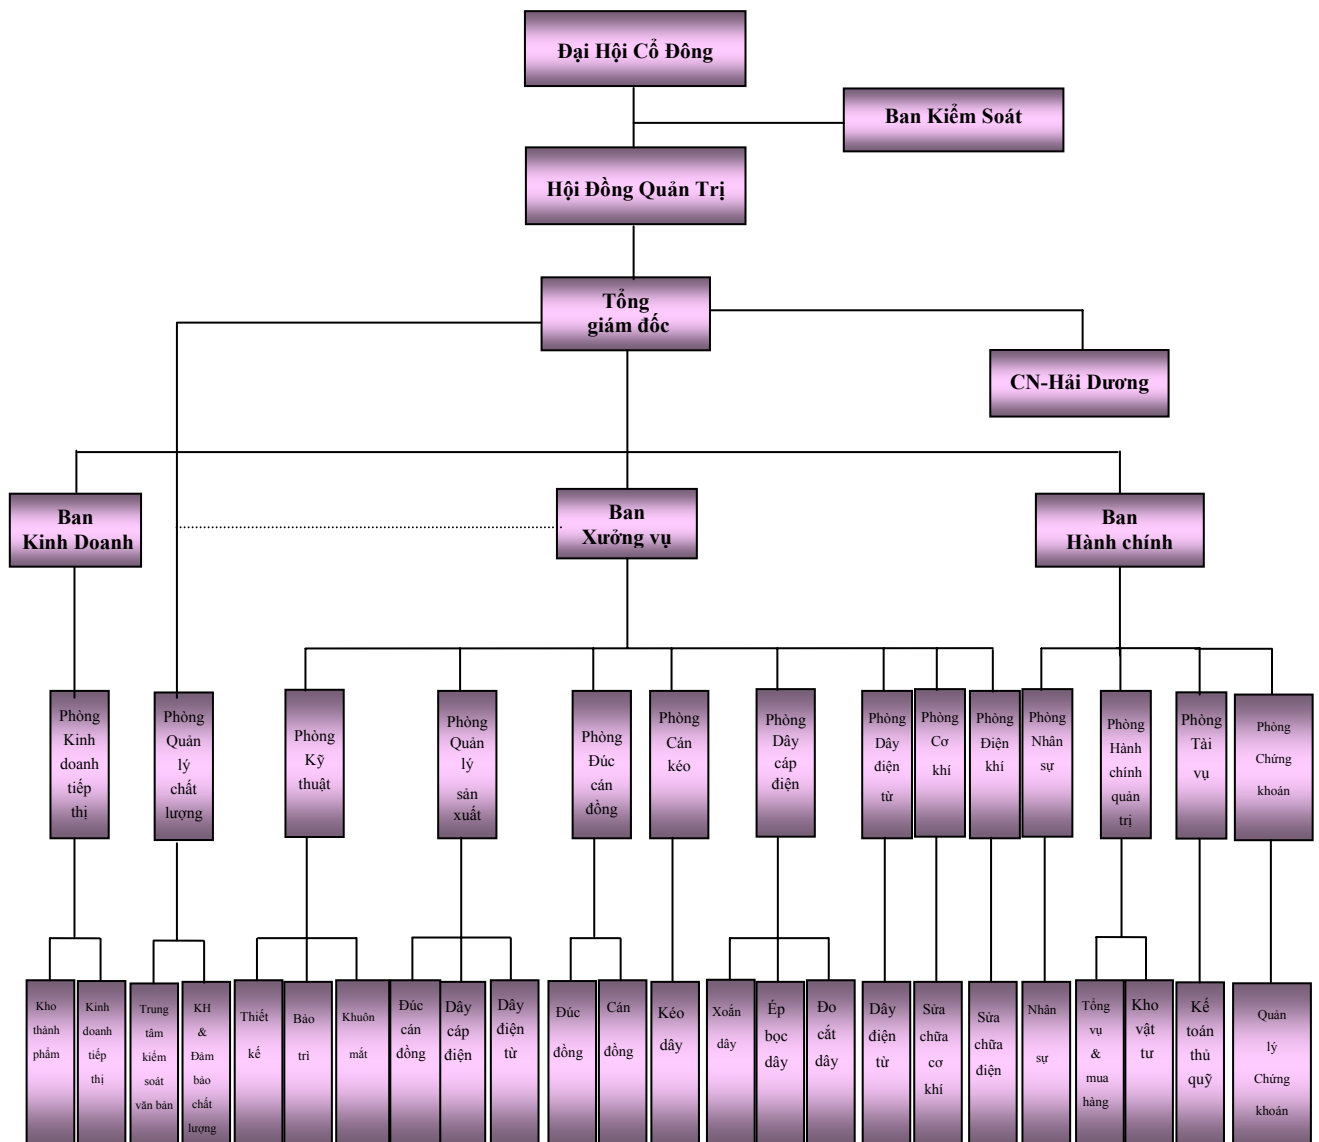 Đại Hội Cổ Đông
Ban Kiểm Soát
Hội Đồng Quản Trị
Tổng
giám đốc
CN-Hải Dương
Ban
Kinh Doanh
Ban
Xưởng vụ
Ban
Hành chính
Phòng
Kinh
doanh
tiếp
thị
Phòng
Quản
lý
chất
lượng
Phòng
Kỹ
thuật
Phòng
Quản
lý
sản
xuất
Phòng
Đúc
cán
đồng
Phòng
Cán
kéo
Phòng
Dây
cáp
điện
Phòng
Dây
điện
từ
Phòng
Cơ
khí
Phòng
Điện
khí
Phòng
Nhân
sự
Phòng
Hành
chính
quản
trị
Phòng
Tài
vụ
Phòng
Chứng
khoán
Kho
thành
phẩm
Kinh
doanh
tiếp
thị
Trung
tâm
kiểm
soát
văn bản
KH
&
Đảm
bảo
chất
lượng
Thiết
kế
Bảo
trì
Khuôn
mắt
Đúc
cán
đồng
Dây
cáp
điện
Dây
điện
từ
Đúc
đồng
Cán
đồng
Kéo
dây
Xoắn
dây
Ép
bọc
dây
Đo
cắt
dây
Dây
điện
từ
Sửa
chữa
cơ
khí
Sửa
chữa
điện
Nhân
sự
Tổng
vụ
&
mua
hàng
Kho
vật
tư
Kế
toán
thủ
quỹ
Quản
lý
Chứng
khoán